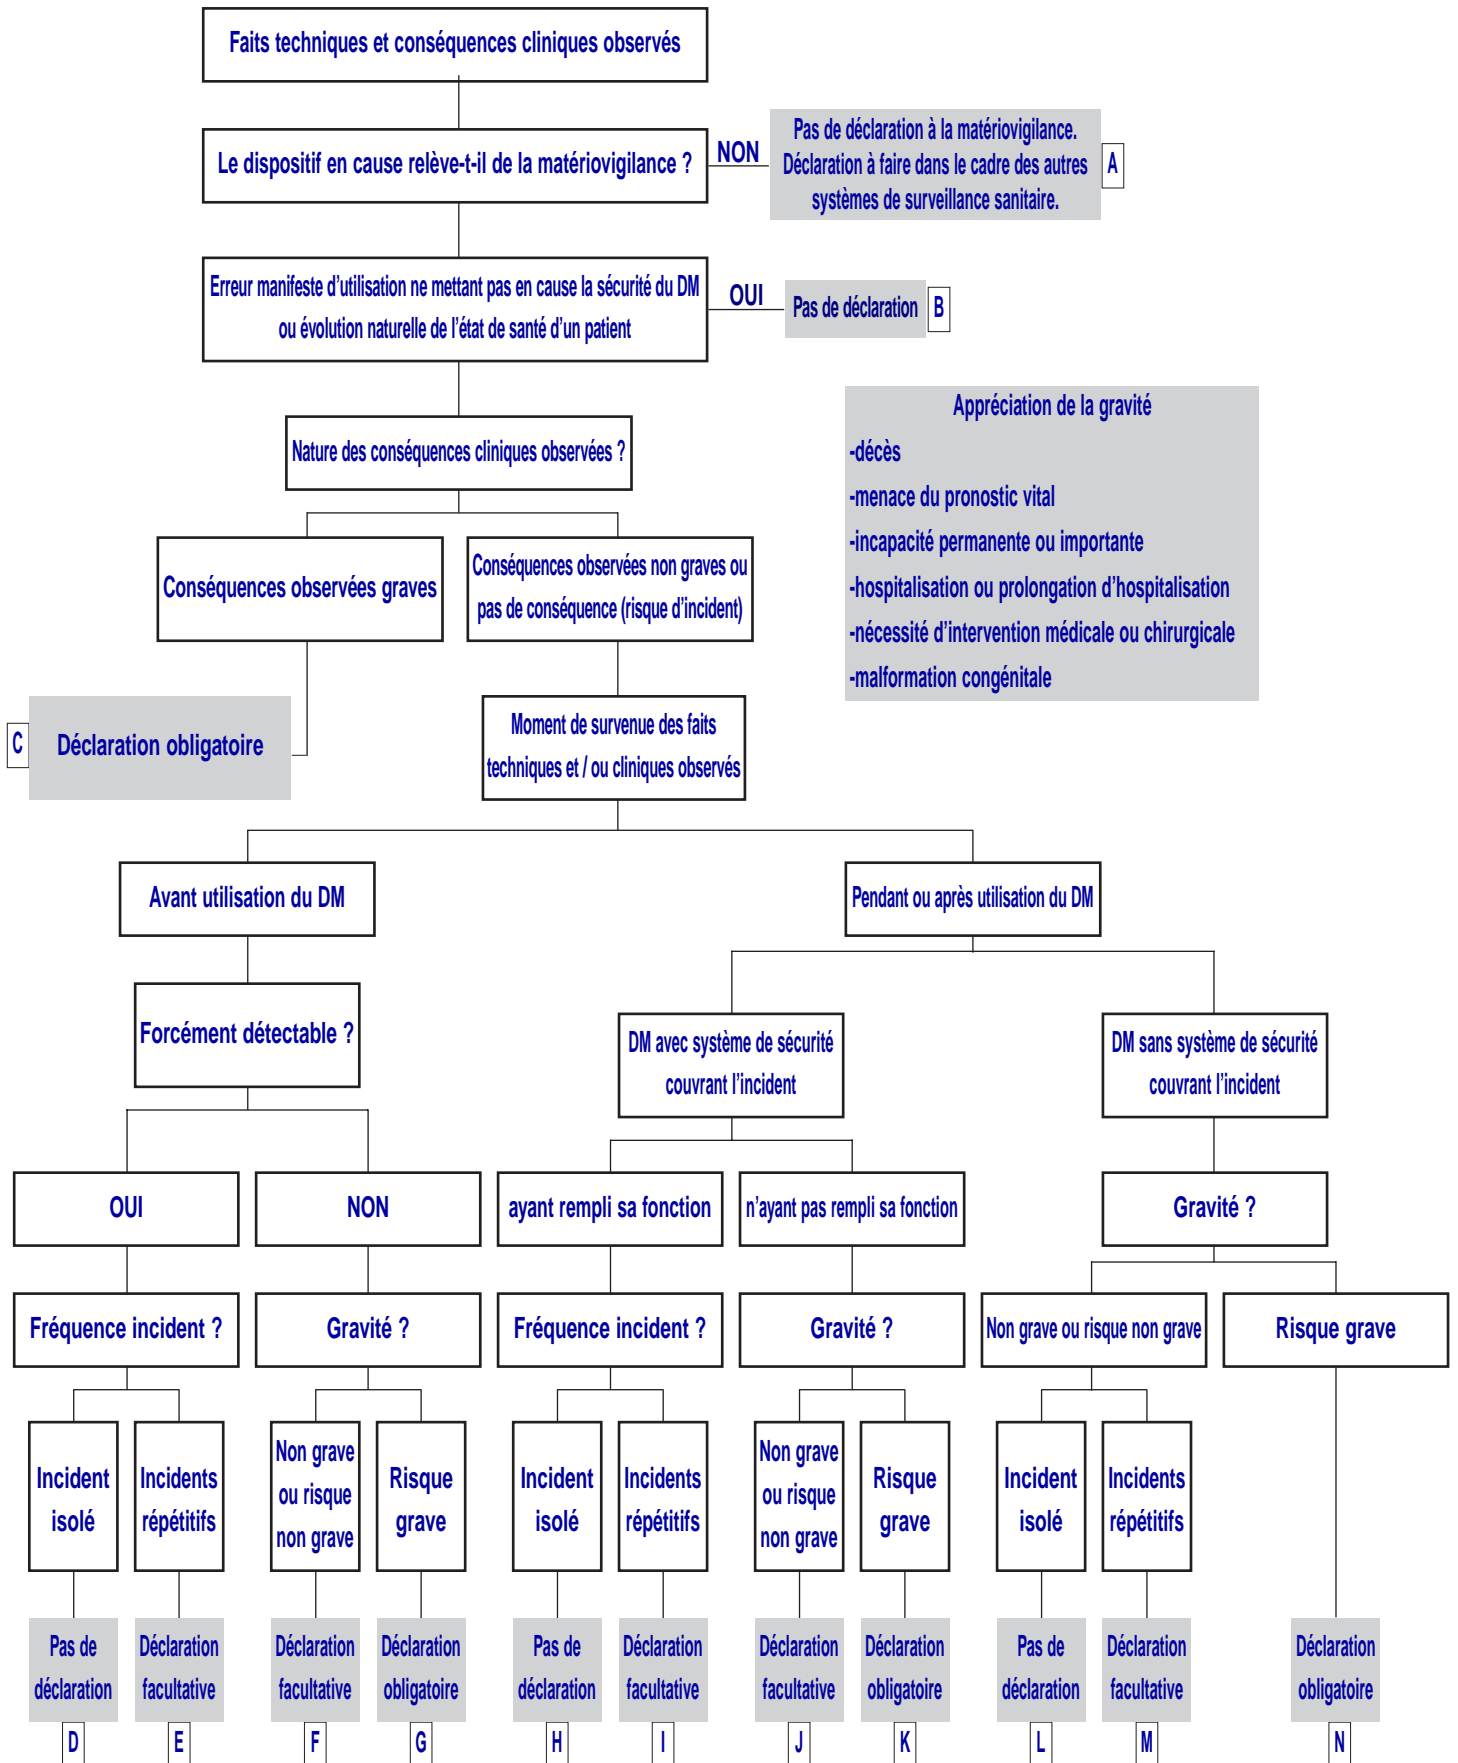 Faits techniques et conséquences cliniques observés
Le dispositif en cause relève-t-il de la matériovigilance ?
NON
Pas de déclaration à la matériovigilance.
Déclaration à faire dans le cadre des autres
systèmes de surveillance sanitaire.
A
Erreur manifeste d'utilisation ne mettant pas en cause la sécurité du DM
ou évolution naturelle de l'état de santé d'un patient
OUI
Pas de déclaration
B
Appréciation de la gravité
-décès
-menace du pronostic vital
-incapacité permanente ou importante
-hospitalisation ou prolongation d'hospitalisation
-nécessité d'intervention médicale ou chirurgicale
-malformation congénitale
Nature des conséquences cliniques observées ?
Conséquences observées graves
Conséquences observées non graves ou
pas de conséquence (risque d'incident)
C
Déclaration obligatoire
Moment de survenue des faits
techniques et / ou cliniques observés
Avant utilisation du DM
Pendant ou après utilisation du DM
Forcément détectable ?
DM avec système de sécurité
couvrant l'incident
DM sans système de sécurité
couvrant l'incident
OUI
NON
ayant rempli sa fonction
n'ayant pas rempli sa fonction
Gravité ?
Fréquence incident ?
Gravité ?
Fréquence incident ?
Gravité ?
Non grave ou risque non grave
Risque grave
Incident
isolé
Incidents
répétitifs
Non grave
ou risque
non grave
Risque
grave
Incident
isolé
Incidents
répétitifs
Non grave
ou risque
non grave
Risque
grave
Incident
isolé
Incidents
répétitifs
Pas de
déclaration
Déclaration
facultative
Déclaration
facultative
Déclaration
obligatoire
Pas de
déclaration
Déclaration
facultative
Déclaration
facultative
Déclaration
obligatoire
Pas de
déclaration
Déclaration
facultative
Déclaration
obligatoire
D
E
F
G
H
I
J
K
L
M
N